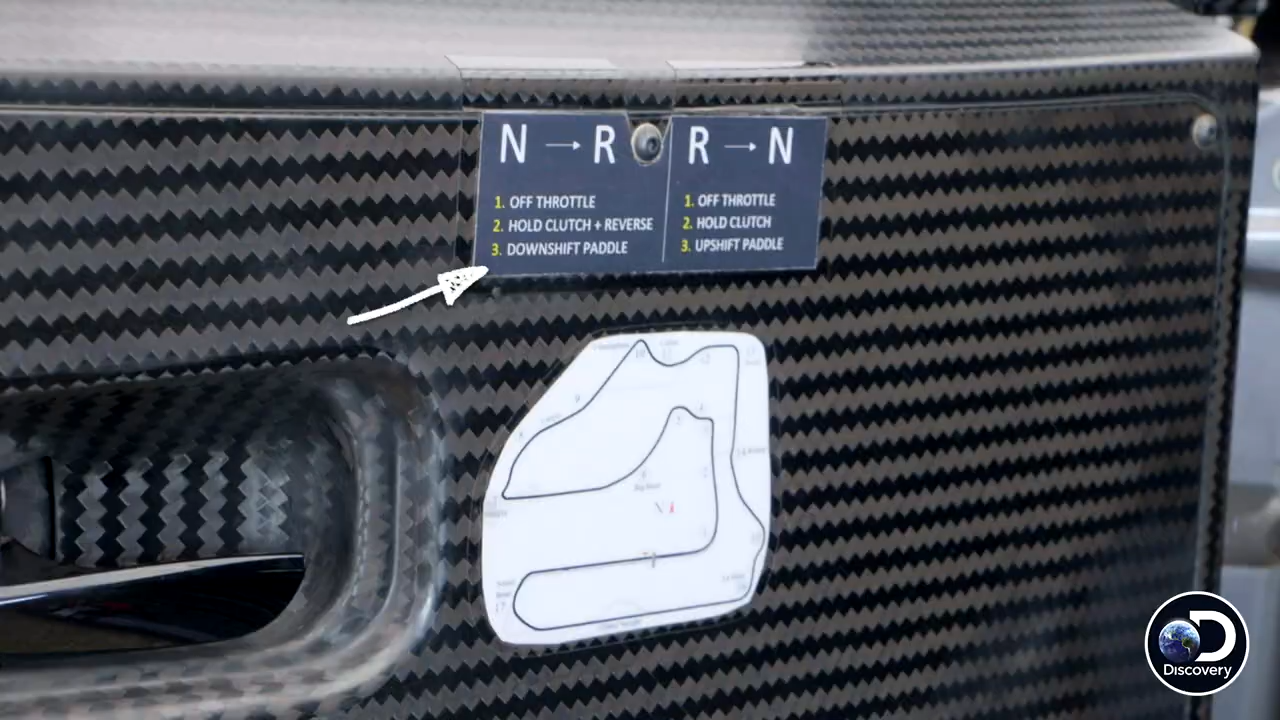 N → R
1. OFF THROTTLE
2. HOLD CLUTCH + REVERSE
3. DOWNSHIFT PADDLE
R → N
1. OFF THROTTLE
2. HOLD CLUTCH
3. UPSHIFT PADDLE
17
Discovery